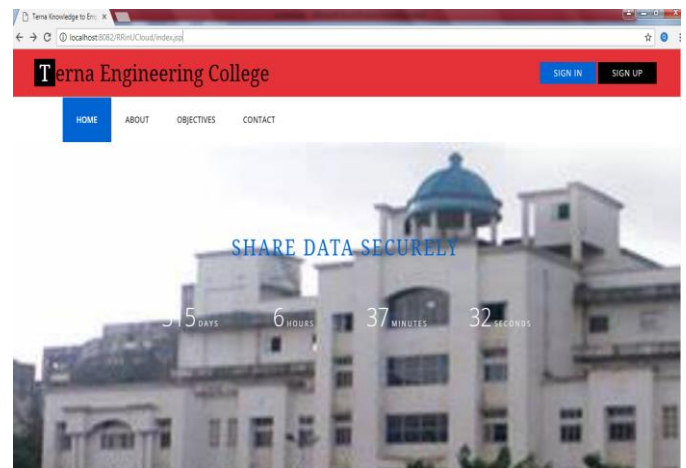 Terna Knowledge to Eng
localhost:8082/RRinUCloud/index.jsp
Terna Engineering College
SIGN IN SIGN UP
HOME ABOUT OBJECTIVES CONTACT
SHARE DATA SECURELY
DAYS 6 HOURS 37 MINUTES 32 SECONDS